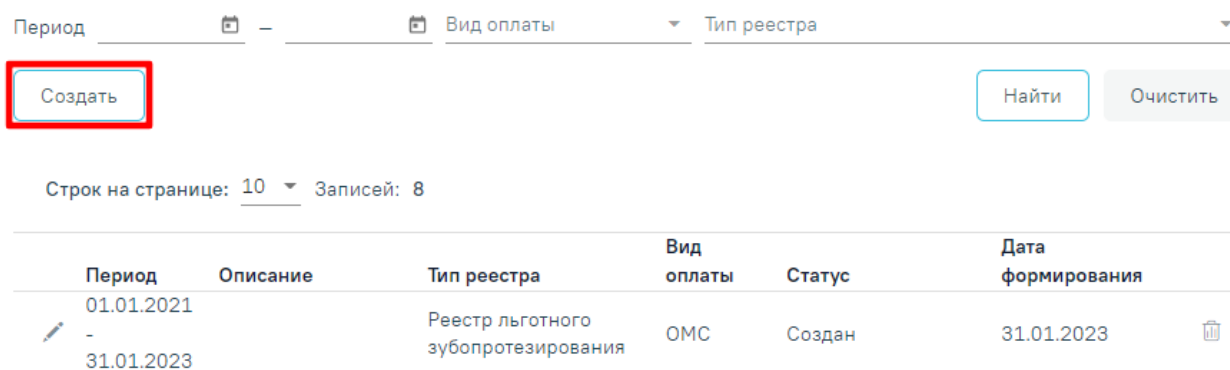 Период – Вид оплаты Тип реестра
Создать Найти Очистить
Строк на странице: 10 Записей: 8
Вид Дата
Период Описание Тип реестра оплаты Статус формирования
01.01.2021
-
31.01.2023
Реестр льготного
зубопротезирования
ОМС Создан 31.01.2023